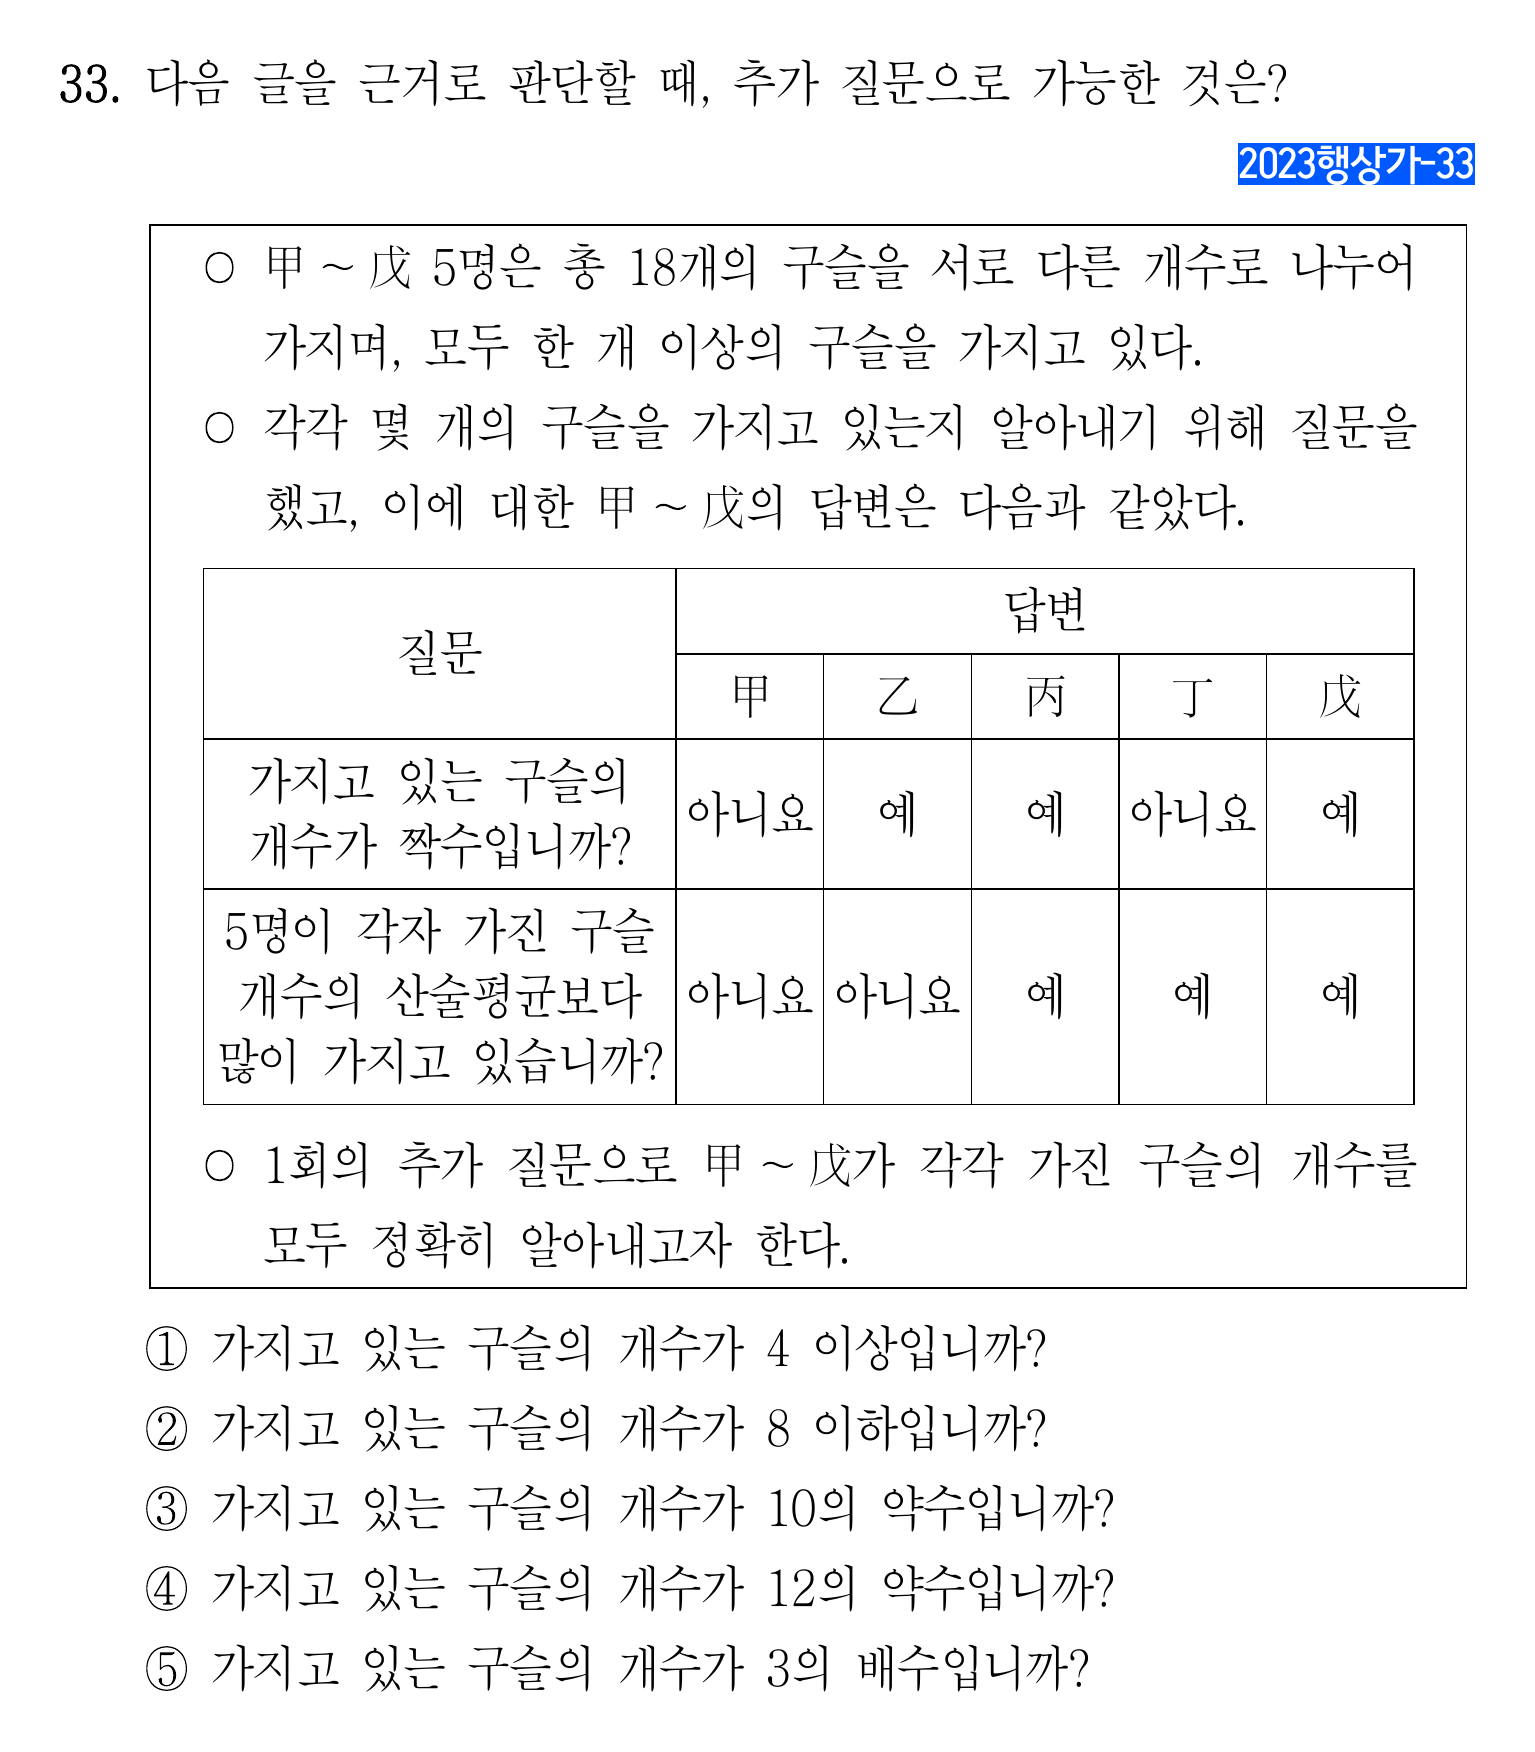 33. 다음 글을 근거로 판단할 때, 추가 질문으로 가능한 것은?
2023행상가-33
○ 甲 ~ 戊 5명은 총 18개의 구슬을 서로 다른 개수로 나누어
가지며, 모두 한 개 이상의 구슬을 가지고 있다.
○ 각각 몇 개의 구슬을 가지고 있는지 알아내기 위해 질문을
했고, 이에 대한 甲 ~ 戊의 답변은 다음과 같았다.
질문 답변
甲 乙 丙 丁 戊
가지고 있는 구슬의
개수가 짝수입니까?
아니요 예 예 아니요 예
5명이 각자 가진 구슬
개수의 산술평균보다
많이 가지고 있습니까?
아니요 아니요 예 예 예
○ 1회의 추가 질문으로 甲 ~ 戊가 각각 가진 구슬의 개수를
모두 정확히 알아내고자 한다.
① 가지고 있는 구슬의 개수가 4 이상입니까?
② 가지고 있는 구슬의 개수가 8 이하입니까?
③ 가지고 있는 구슬의 개수가 10의 약수입니까?
④ 가지고 있는 구슬의 개수가 12의 약수입니까?
⑤ 가지고 있는 구슬의 개수가 3의 배수입니까?